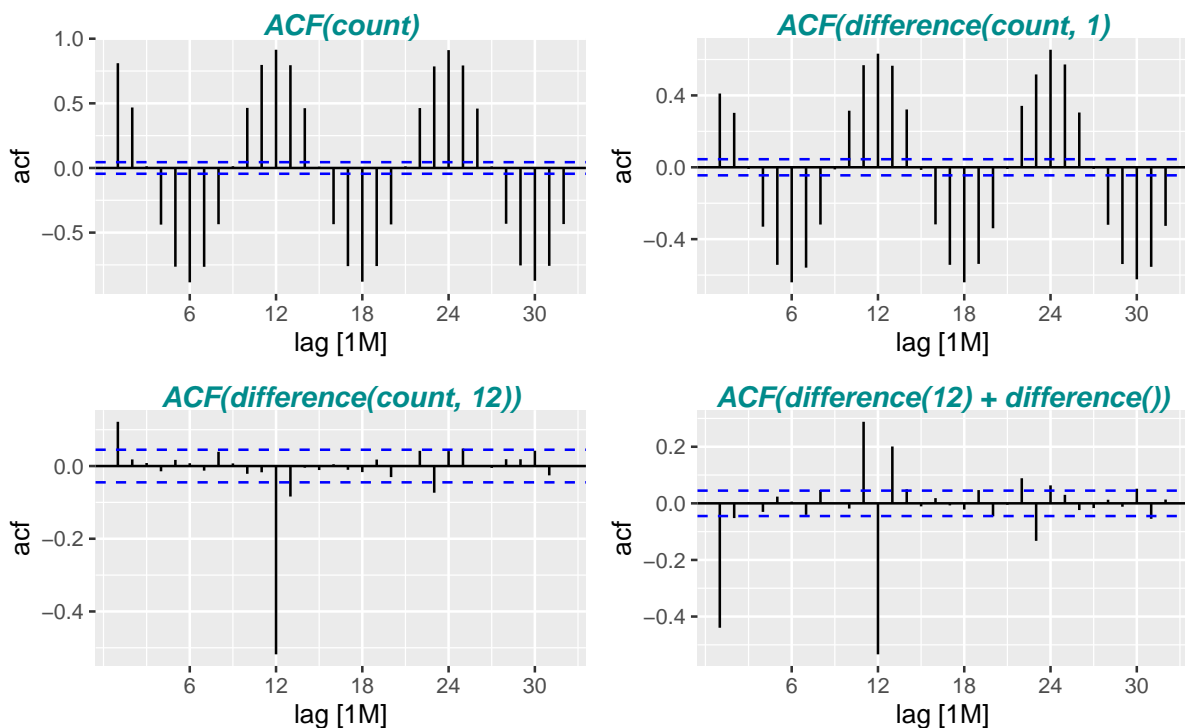 ACF(count)
1.0
0.5
0.0
−0.5
acf
6 12 18 24 30
lag [1M]
ACF(difference(count, 1)
0.4
0.0
−0.4
acf
6 12 18 24 30
lag [1M]
ACF(difference(count, 12))
0.0
−0.2
−0.4
acf
6 12 18 24 30
lag [1M]
ACF(difference(12) + difference())
0.2
0.0
−0.2
−0.4
acf
6 12 18 24 30
lag [1M]